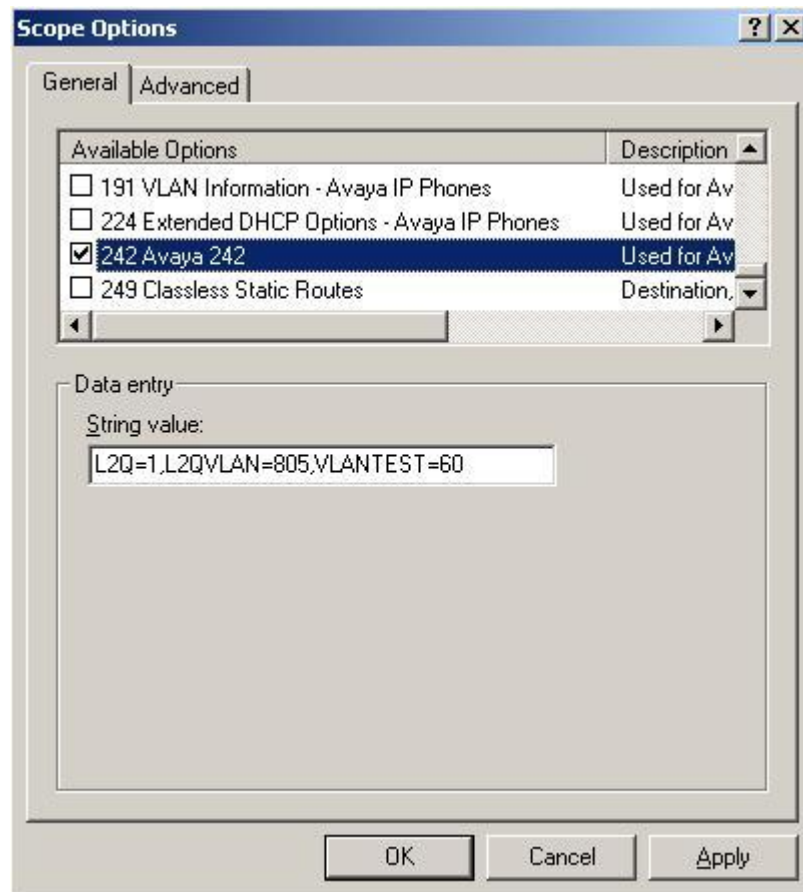 Scope Options
General Advanced
Available Options Description
191 VLAN Information - Avaya IP Phones Used for Av
224 Extended DHCP Options - Avaya IP Phones Used for Av
242 Avaya 242 Used for Av
249 Classless Static Routes Destination,
Data entry
String value:
L2Q=1,L2QVLAN=805,VLANTEST=60
OK Cancel Apply